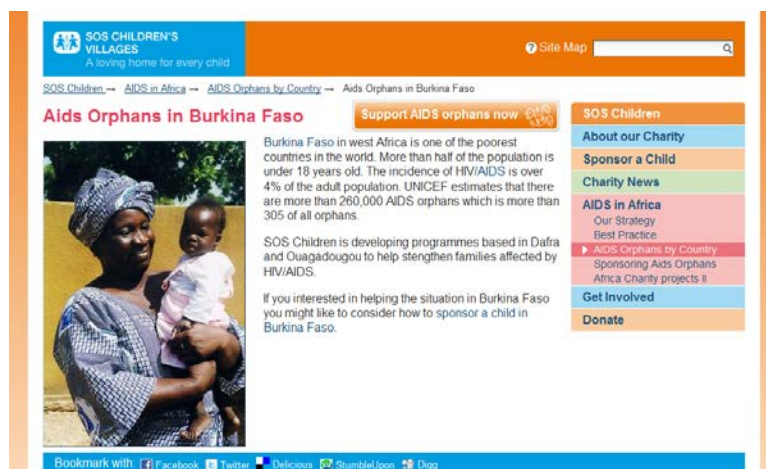 SOS CHILDREN'S
VILLAGES
A loving home for every child
Site Map
SOS Children → AIDS in Africa → AIDS Orphans by Country → Aids Orphans in Burkina Faso
Aids Orphans in Burkina Faso
Support AIDS orphans now
Burkina Faso in west Africa is one of the poorest
countries in the world. More than half of the population is
under 18 years old. The incidence of HIV/AIDS is over
4% of the adult population. UNICEF estimates that there
are more than 260,000 AIDS orphans which is more than
305 of all orphans.
SOS Children is developing programmes based in Dafra
and Ouagadougou to help stengthen families affected by
HIV/AIDS.
If you interested in helping the situation in Burkina Faso
you might like to consider how to sponsor a child in
Burkina Faso.
SOS Children
About our Charity
Sponsor a Child
Charity News
AIDS in Africa
Our Strategy
Best Practice
AIDS Orphans by Country
Sponsoring Aids Orphans
Africa Charity projects II
Get Involved
Donate
Bookmark with: Facebook Twitter Delicious StumbleUpon Digg